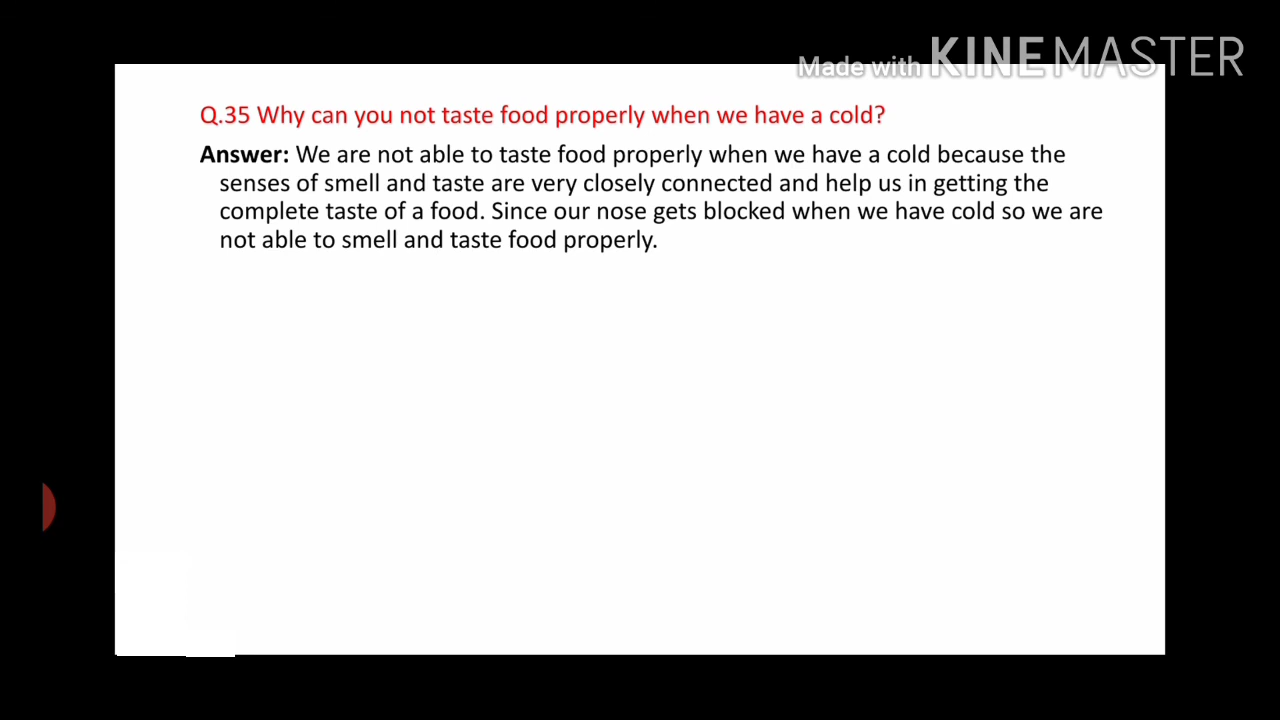 Made with KINEMASTER
Q.35 Why can you not taste food properly when we have a cold?
Answer: We are not able to taste food properly when we have a cold because the
senses of smell and taste are very closely connected and help us in getting the
complete taste of a food. Since our nose gets blocked when we have cold so we are
not able to smell and taste food properly.